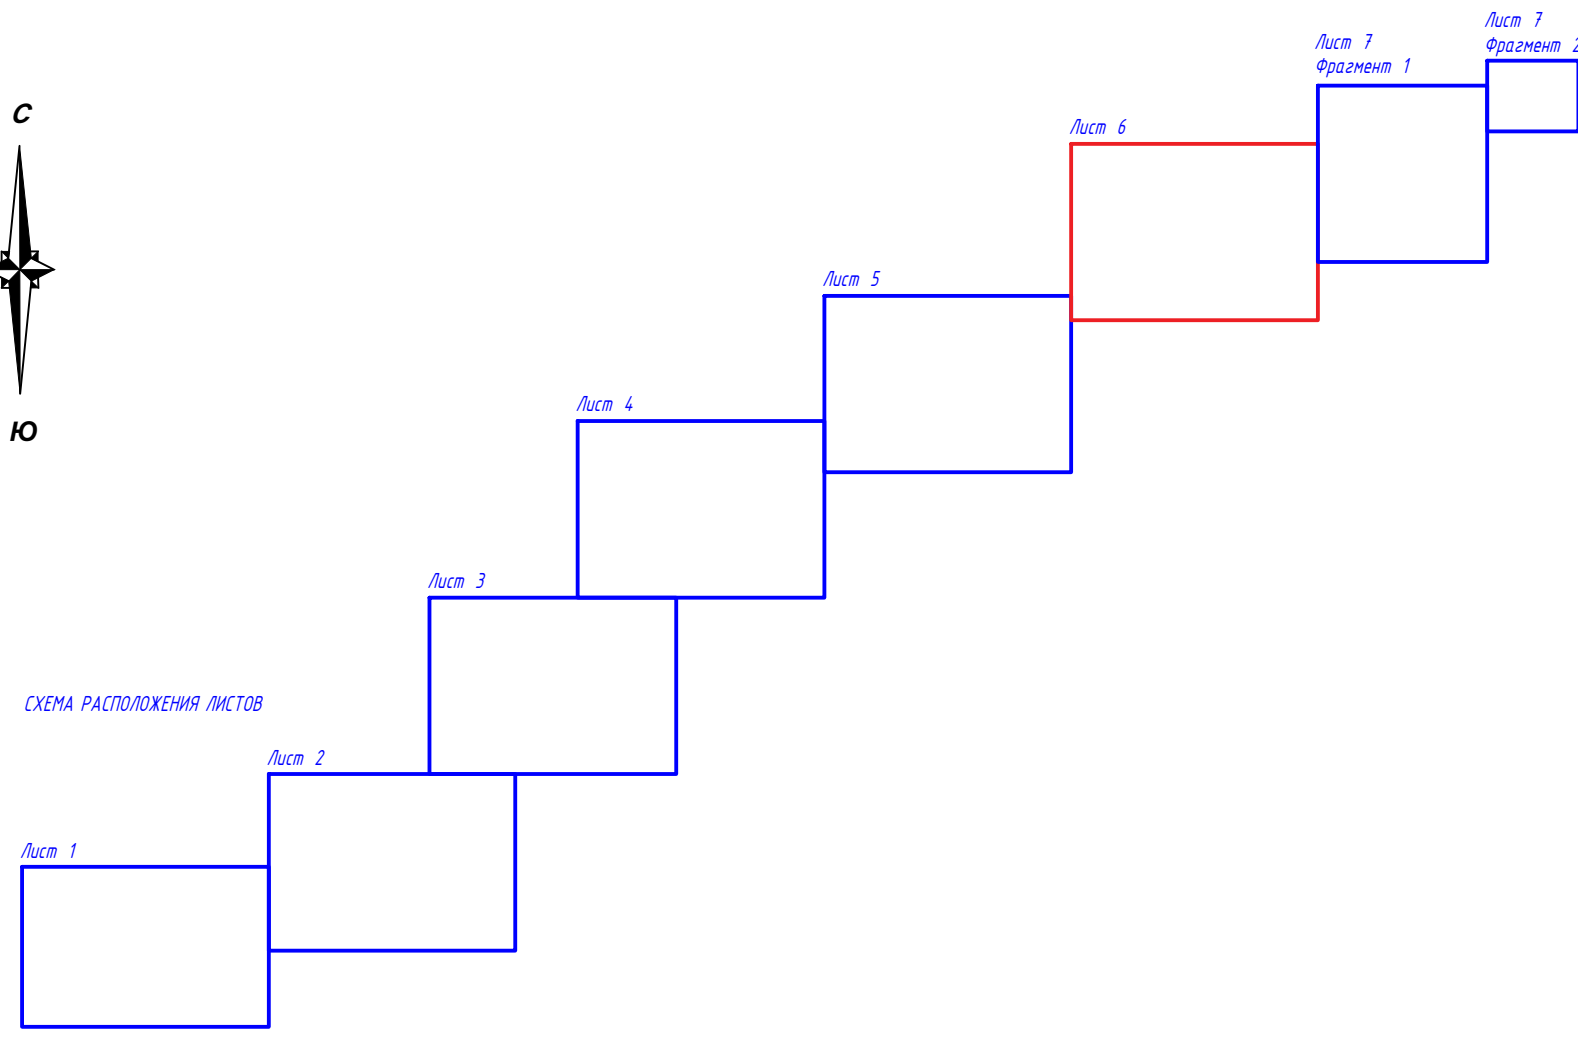 Лист 7
Фрагмент 2
Лист 7
Фрагмент 1
С
Лист 6
Лист 5
Лист 4
Ю
Лист 3
СХЕМА РАСПОЛОЖЕНИЯ ЛИСТОВ
Лист 2
Лист 1